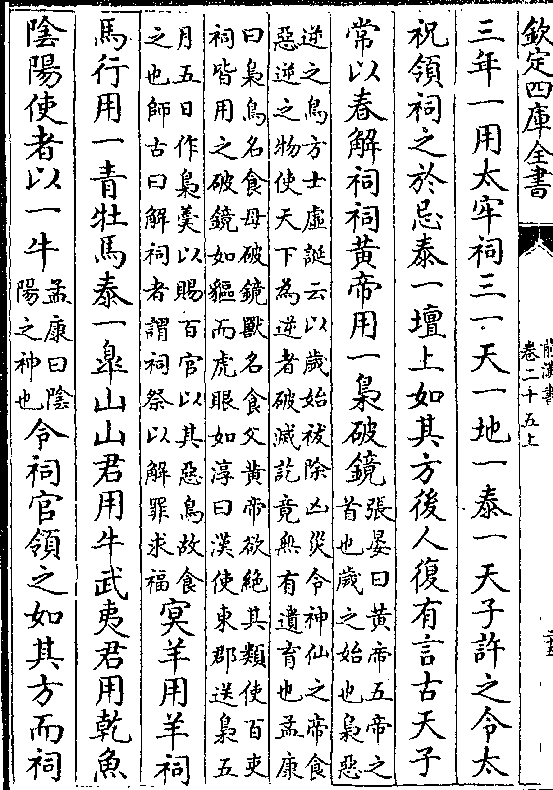 欽定四庫全書
前漢書
卷二十五上
三年一用太牢祠三一天一地一泰一天子許之令太
祝領祠之於忌泰一壇上如其方後人復有言古天子
常以春解祠祠黃帝用一梟破鏡
張晏曰黃帝五帝之
首也歲之始也梟惡
逆之鳥方士虛誕云以歲始祓除凶災令神仙之帝食
惡逆之物使天下為逆者破滅訖竟無有遺育也孟康
曰梟鳥名食母破鏡獸名食父黃帝欲絕其類使百吏
祠皆用之破鏡如貙而虎眼如淳曰漢使東郡送梟五
月五日作梟羹以賜百官以其惡鳥故食
之也師古曰解祠者謂祠祭以解罪求福
冥羊用羊祠
馬行用一青牡馬泰一臯山山君用牛武夷君用乾魚
陰陽使者以一牛
孟康曰陰
陽之神也
令祠官領之如其方而祠